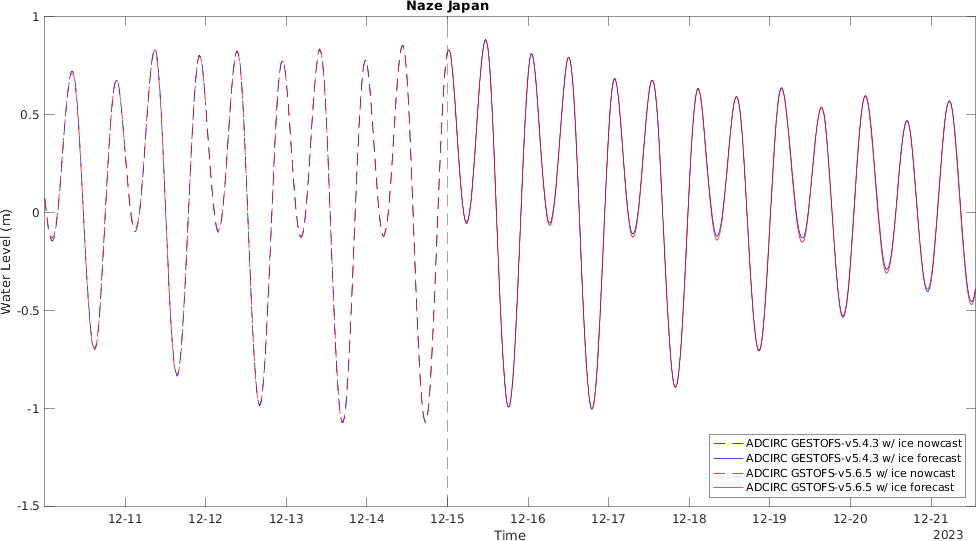 Naze Japan
1
0.5
0
-0.5
-1
-1.5
Water Level (m)
ADCIRC GESTOFS-v5.4.3 w/ ice nowcast
ADCIRC GESTOFS-v5.4.3 w/ ice forecast
ADCIRC GSTOFS-v5.6.5 w/ ice nowcast
ADCIRC GSTOFS-v5.6.5 w/ ice forecast
12-11 12-12 12-13 12-14 12-15 12-16 12-17 12-18 12-19 12-20 12-21
Time
2023